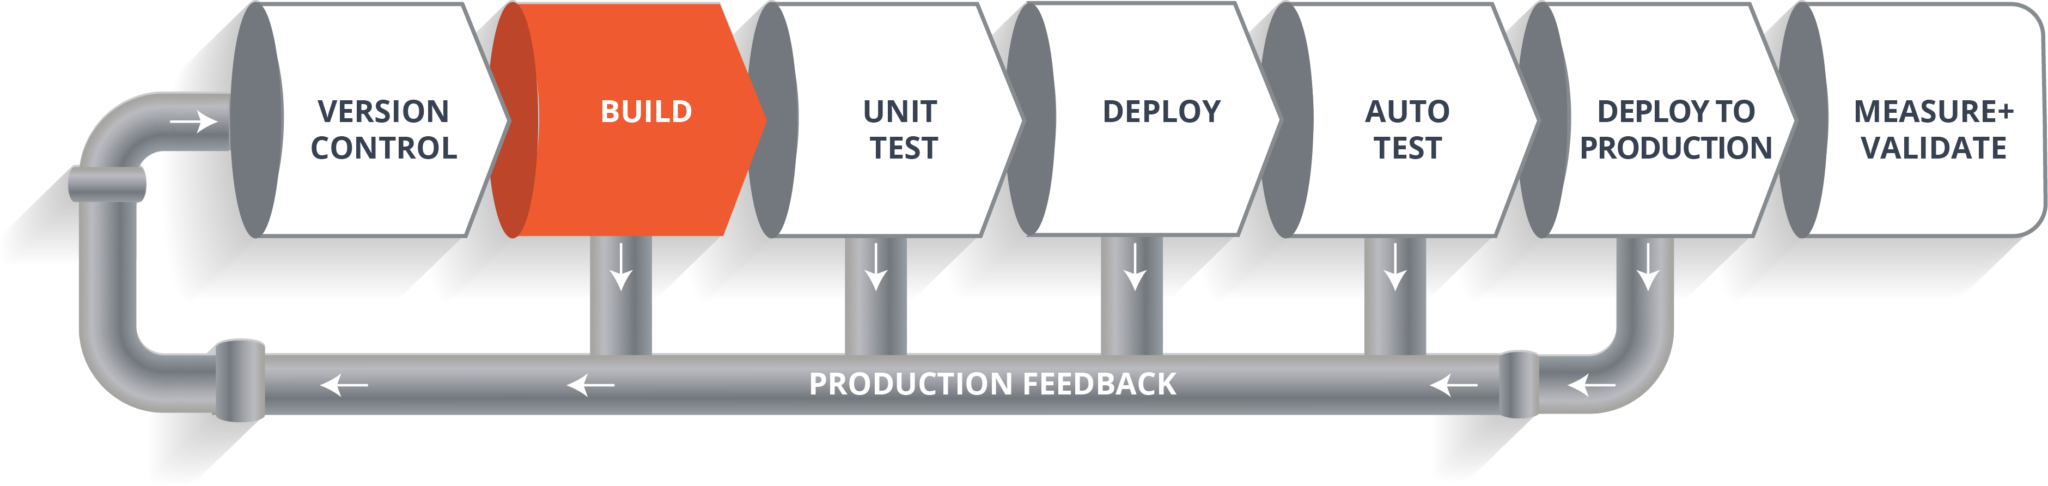 VERSION
CONTROL
BUILD
UNIT
TEST
DEPLOY
AUTO
TEST
DEPLOY TO
PRODUCTION
MEASURE+
VALIDATE
PRODUCTION FEEDBACK